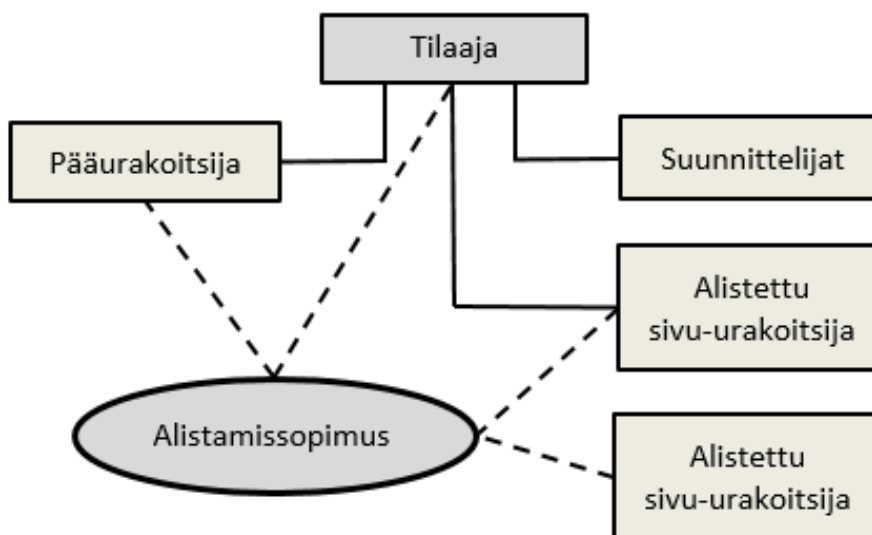 Tilaaja
Pääurakoitsija
Suunnittelijat
Alistettu
sivu-urakoitsija
Alistamissopimus
Alistettu
sivu-urakoitsija